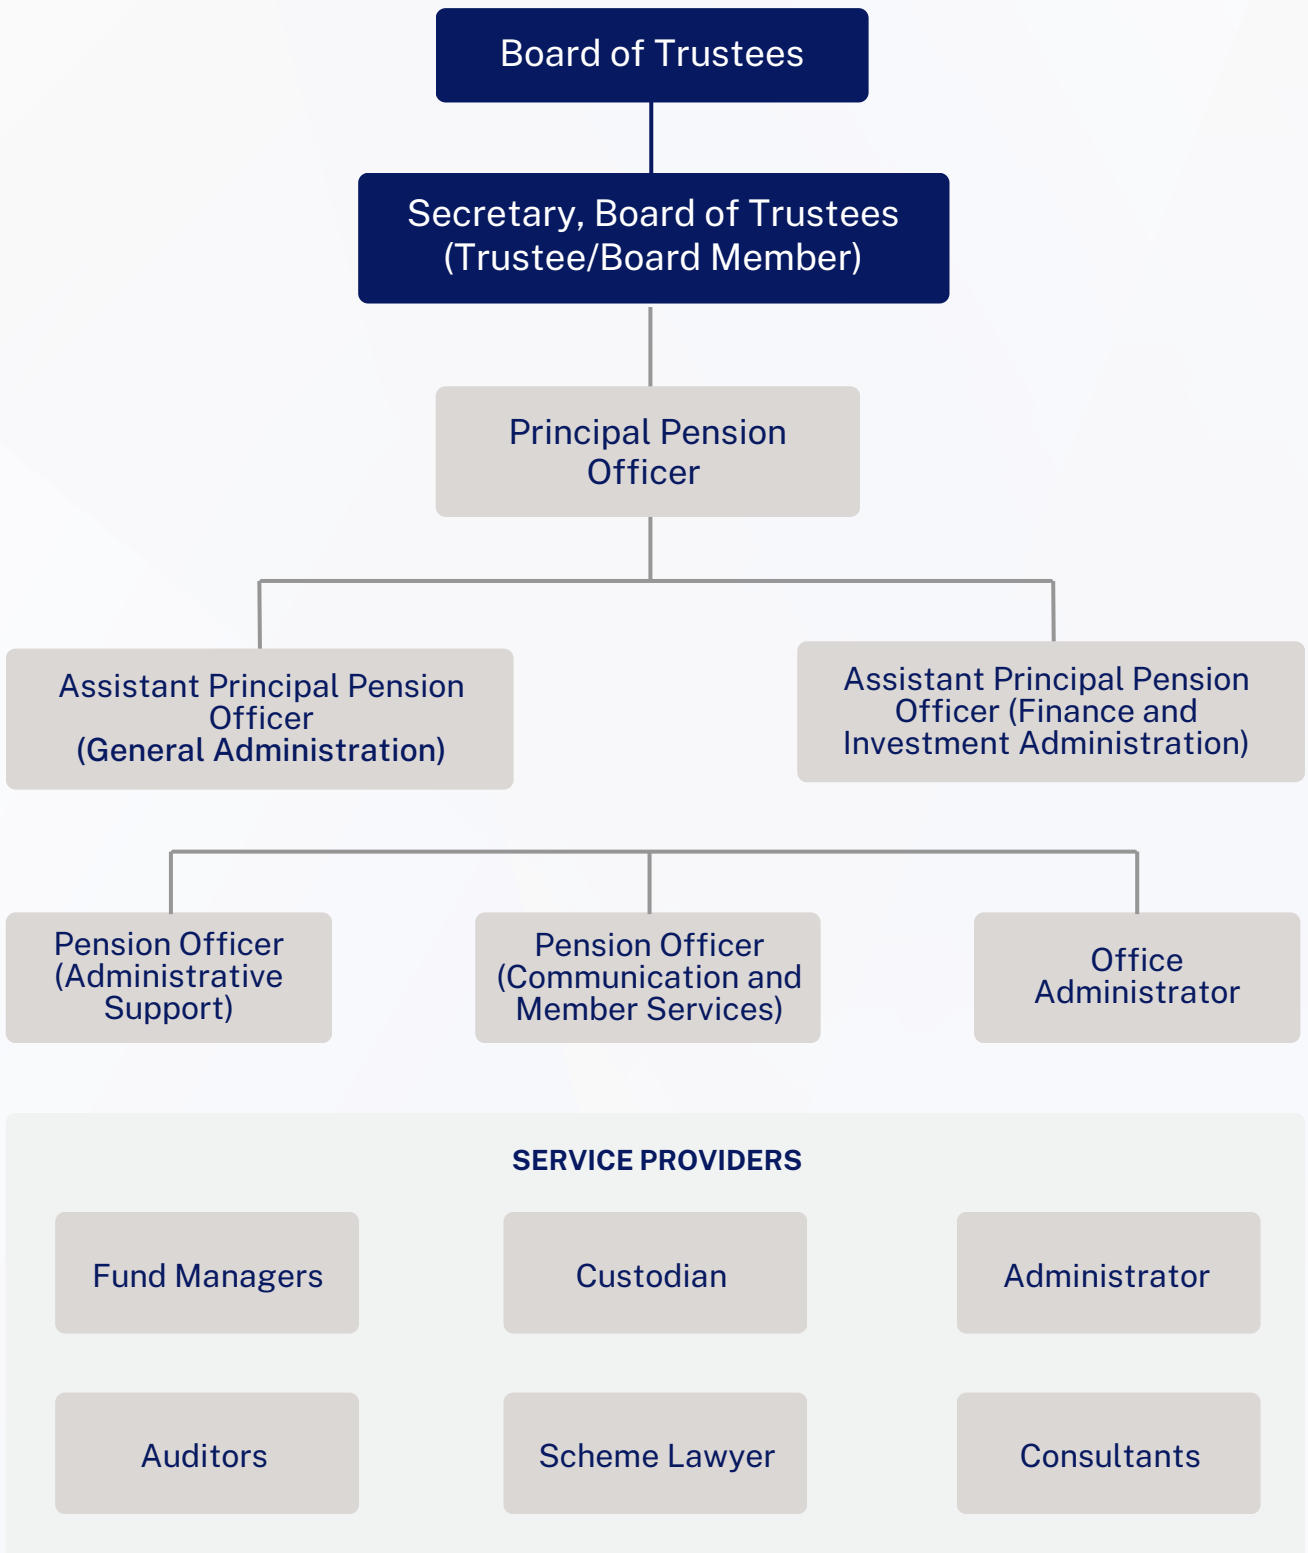 Board of Trustees
Secretary, Board of Trustees
(Trustee/Board Member)
Principal Pension
Officer
Assistant Principal Pension
Officer
(General Administration)
Assistant Principal Pension
Officer (Finance and
Investment Administration)
Pension Officer
(Administrative
Support)
Pension Officer
(Communication and
Member Services)
Office
Administrator
SERVICE PROVIDERS
Fund Managers
Custodian
Administrator
Auditors
Scheme Lawyer
Consultants